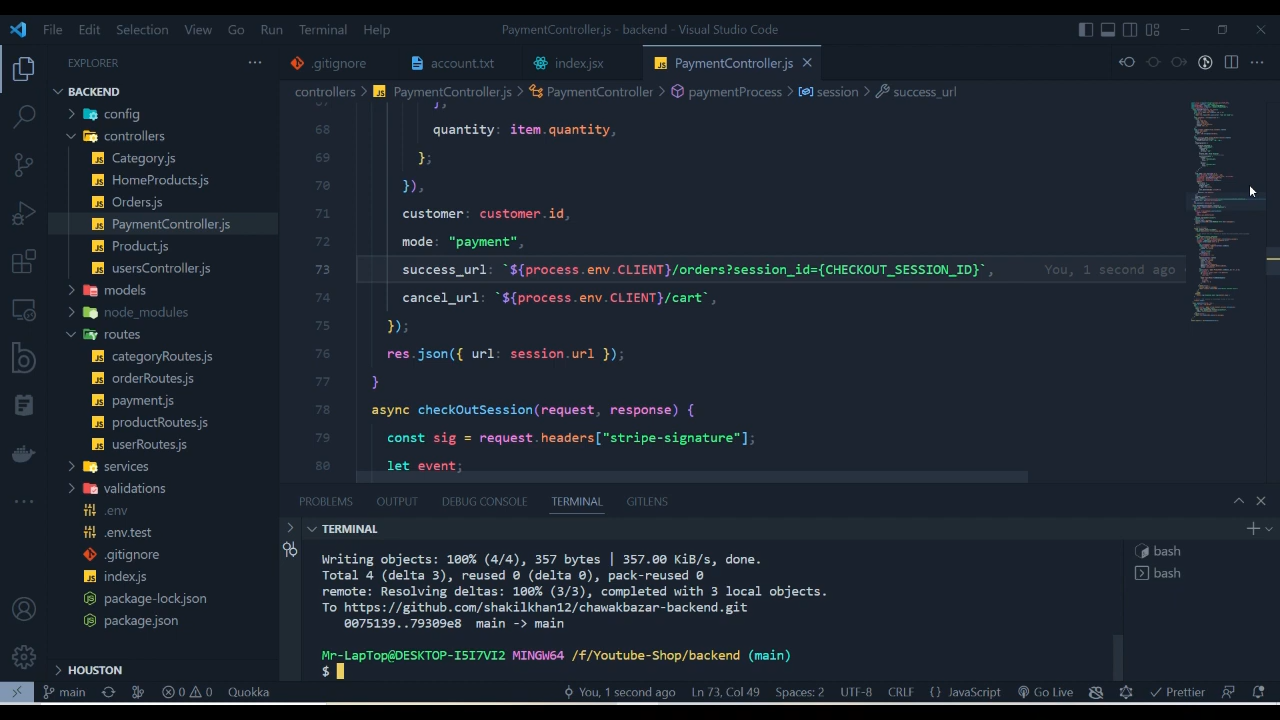 File Edit Selection View Go Run Terminal Help
PaymentController.js - backend - Visual Studio Code
EXPLORER
BACKEND
config
controllers
Category.js
HomeProducts.js
Orders.js
PaymentController.js
Product.js
usersController.js
models
node_modules
routes
categoryRoutes.js
orderRoutes.js
payment.js
productRoutes.js
userRoutes.js
services
validations
.env
.env.test
.gitignore
index.js
package-lock.json
package.json
HOUSTON
.gitignore account.txt index.jsx PaymentController.js
controllers > PaymentController.js > PaymentController > paymentProcess > session > success_url
67 },
68 quantity: item.quantity,
69 };
70 }),
71 customer: customer.id,
72 mode: "payment",
73 success_url: `${process.env.CLIENT}/orders?session_id={CHECKOUT_SESSION_ID}`, You, 1 second ago
74 cancel_url: `${process.env.CLIENT}/cart`,
75 });
76 res.json({ url: session.url });
77 }
78 async checkOutSession(request, response) {
79 const sig = request.headers["stripe-signature"];
80 let event;
PROBLEMS OUTPUT DEBUG CONSOLE TERMINAL GITLENS
TERMINAL
Writing objects: 100% (4/4), 357 bytes | 357.00 KiB/s, done.
Total 4 (delta 3), reused 0 (delta 0), pack-reused 0
remote: Resolving deltas: 100% (3/3), completed with 3 local objects.
To https://github.com/shakilkhan12/chawakbazar-backend.git
0075139..79309e8 main -> main
Mr-LapTop@DESKTOP-I5I7VI2 MINGW64 /f/Youtube-Shop/backend (main)
$
bash
bash
main 0 0 Quokka You, 1 second ago Ln 73, Col 49 Spaces: 2 UTF-8 CRLF {} JavaScript Go Live Prettier